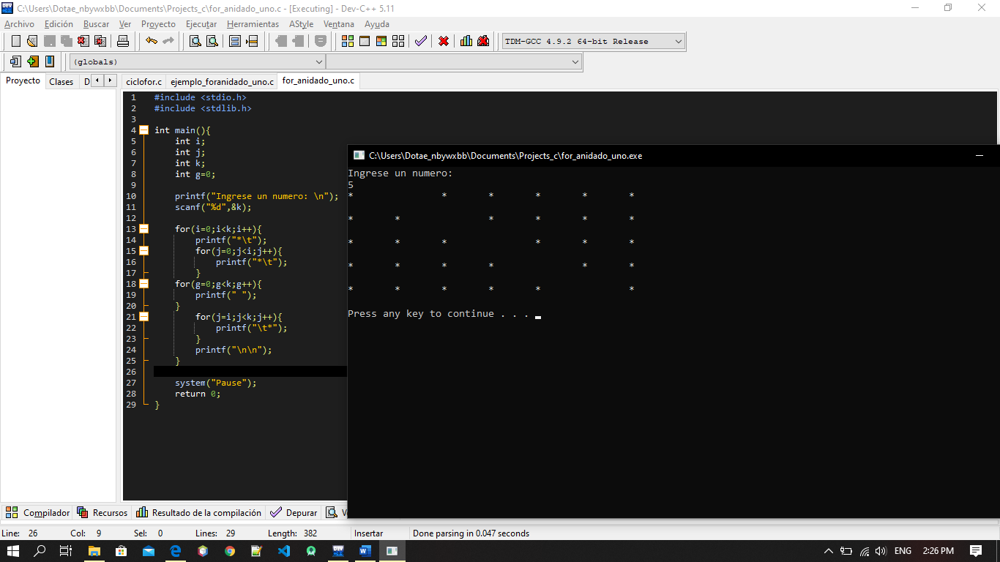 C:\Users\Dotae_nbywxbb\Documents\Projects_c\for_anidado_uno.c - [Executing] - Dev-C++ 5.11
Archivo Edición Buscar Ver Proyecto Ejecutar Herramientas AStyle Ventana Ayuda
TDM-GCC 4.9.2 64-bit Release
(globals)
Proyecto Clases D ciclofor.c ejemplo_foranidado_uno.c for_anidado_uno.c
1 #include <stdio.h>
2 #include <stdlib.h>
3
4 int main(){
5 int i;
6 int j;
7 int k;
8 int g=0;
9
10 printf("Ingrese un numero: \n");
11 scanf("%d",&k);
12
13 for(i=0;i<k;i++){
14 printf("*\t");
15 for(j=0;j<i;j++){
16 printf("*\t");
17 }
18 for(g=0;g<k;g++){
19 printf(" ");
20 }
21 for(j=i;j<k;j++){
22 printf("\t*");
23 }
24 printf("\n\n");
25 }
26
27 system("Pause");
28 return 0;
29 }
C:\Users\Dotae_nbywxbb\Documents\Projects_c\for_anidado_uno.exe
Ingrese un numero:
5
* * * * * *
* * * * * *
* * * * * *
* * * * * *
* * * * * *
Press any key to continue . . .
Compilador Recursos Resultado de la compilación Depurar V
Line: 26 Col: 9 Sel: 0 Lines: 29 Length: 382 Insertar Done parsing in 0.047 seconds
ENG 2:26 PM